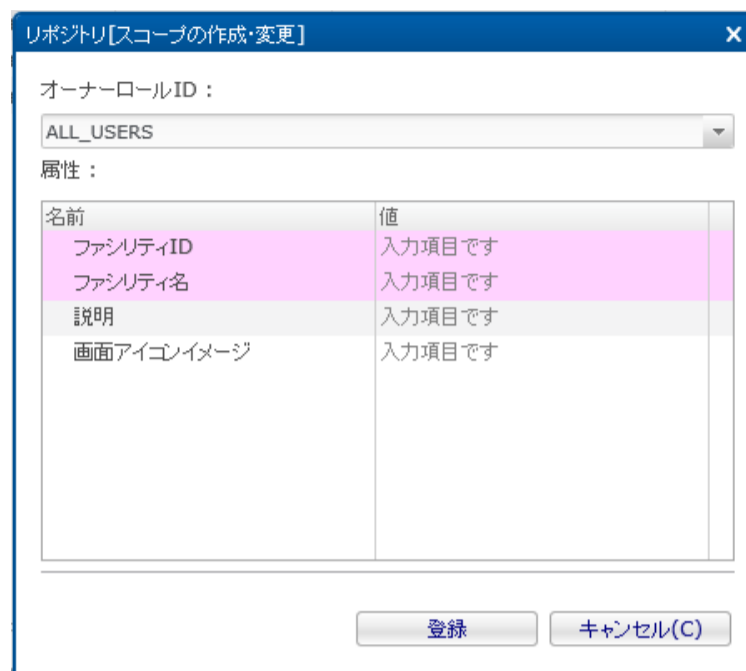 リポジトリ[スコープの作成・変更]
オーナーロールID：
ALL_USERS
属性：
名前 値
ファシリティID 入力項目です
ファシリティ名 入力項目です
説明 入力項目です
画面アイコンイメージ 入力項目です
登録 キャンセル(C)